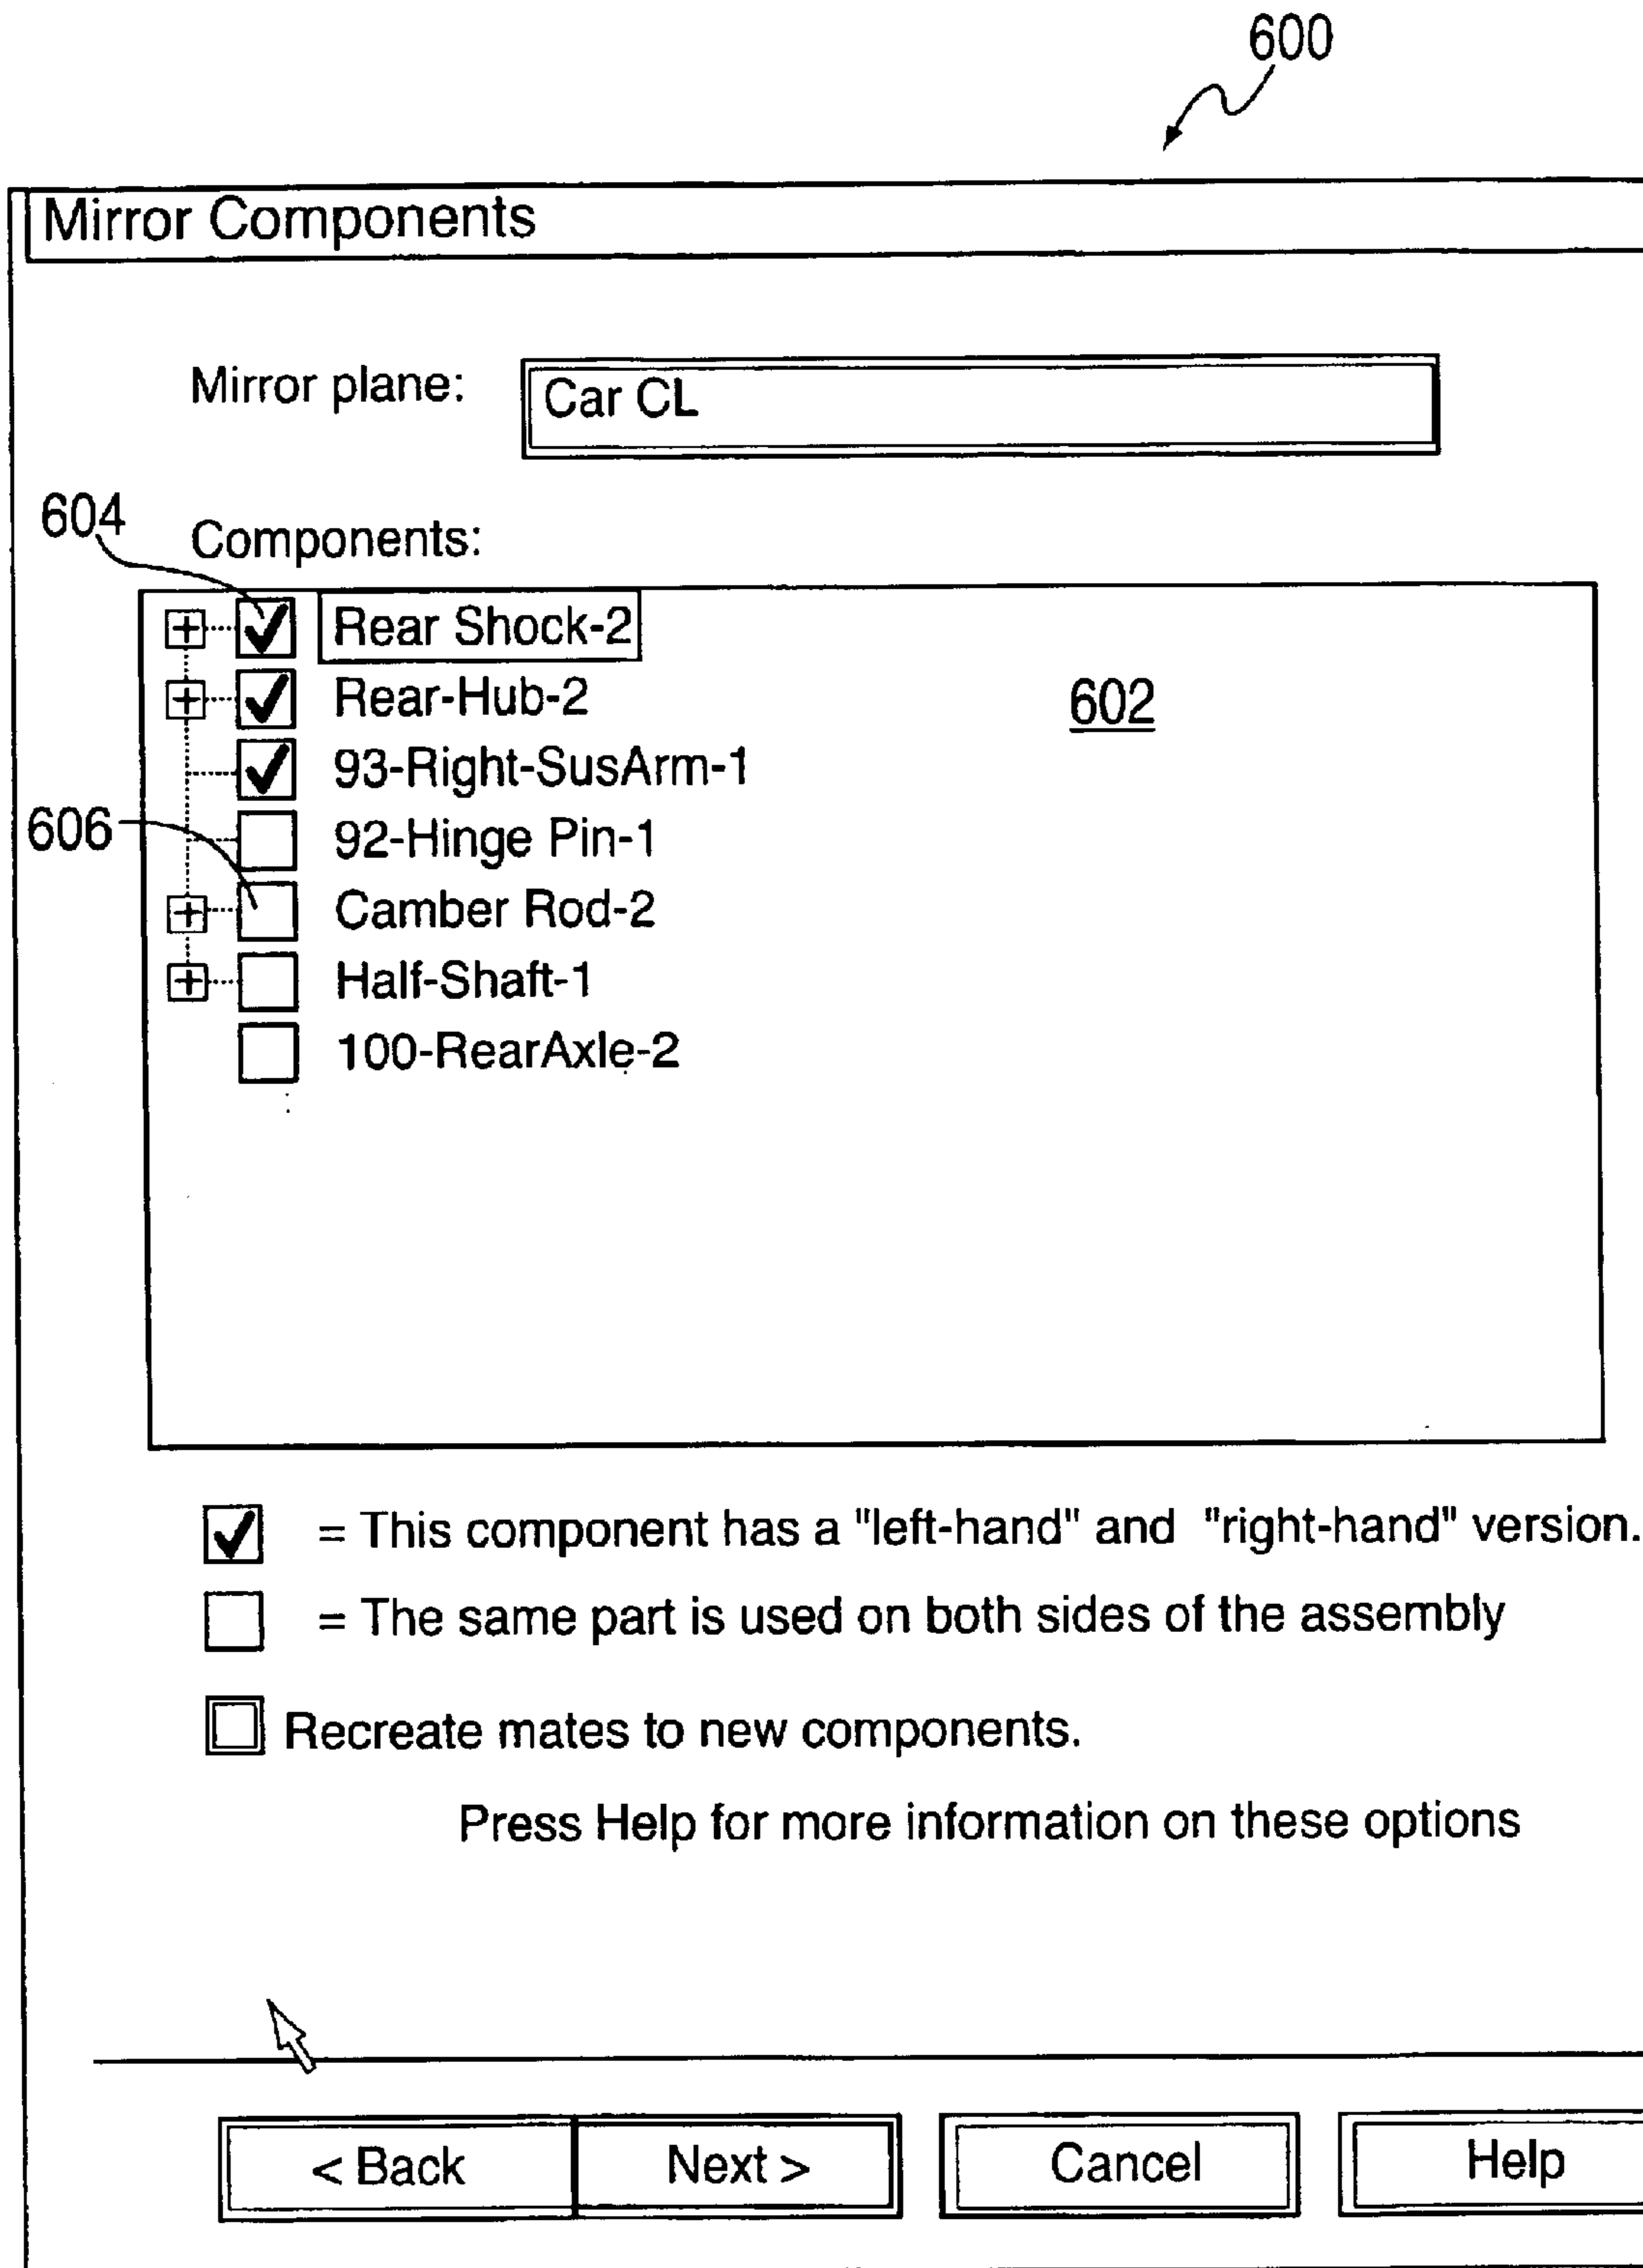 600
Mirror Components
Mirror plane: Car CL
604
Components:
Rear Shock-2
Rear-Hub-2
602
93-Right-SusArm-1
606
92-Hinge Pin-1
Camber Rod-2
Half-Shaft-1
100-RearAxle-2
= This component has a "left-hand" and "right-hand" version.
= The same part is used on both sides of the assembly
Recreate mates to new components.
Press Help for more information on these options
< Back Next > Cancel Help